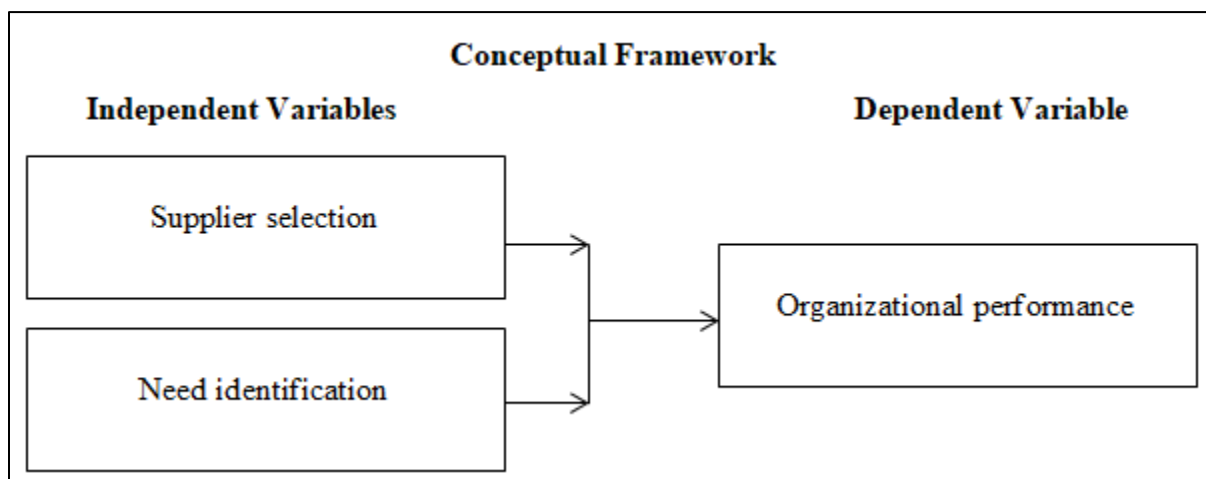 Conceptual Framework
Independent Variables
Dependent Variable
Supplier selection
Need identification
Organizational performance